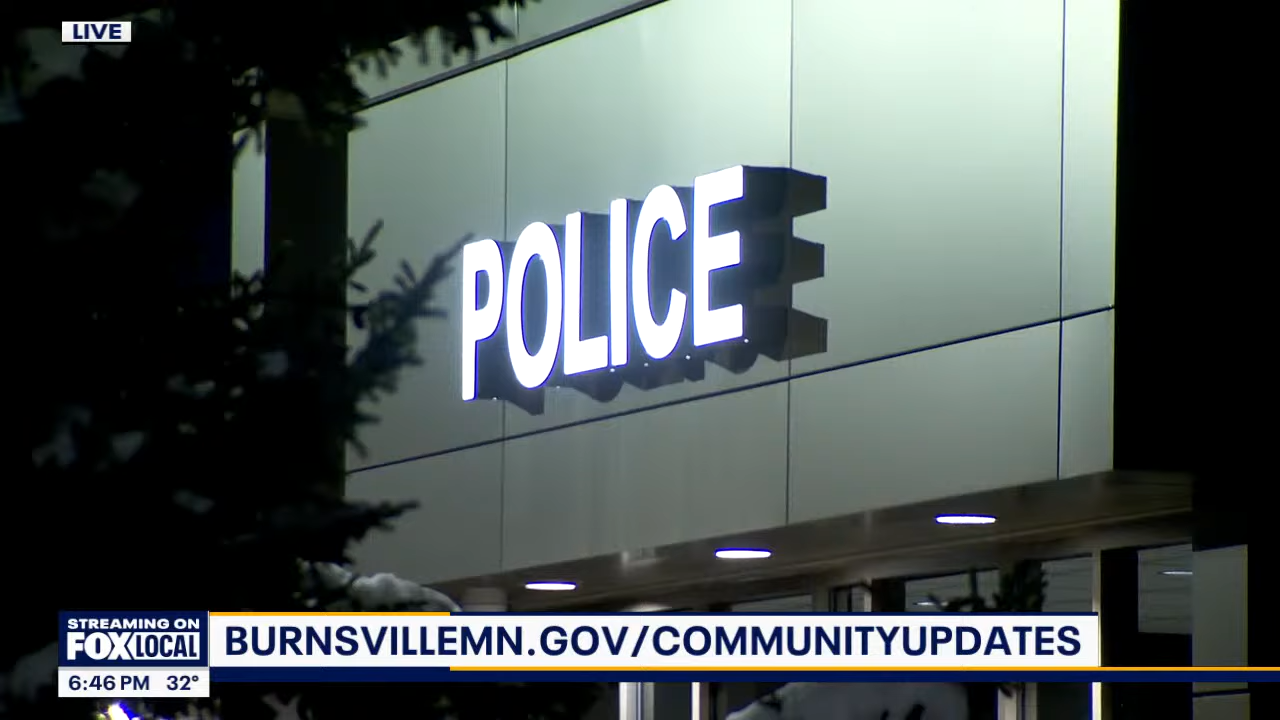 LIVE
POLICE
STREAMING ON
FOX LOCAL
BURNSVILLEMN.GOV/COMMUNITYUPDATES
6:46 PM 32°